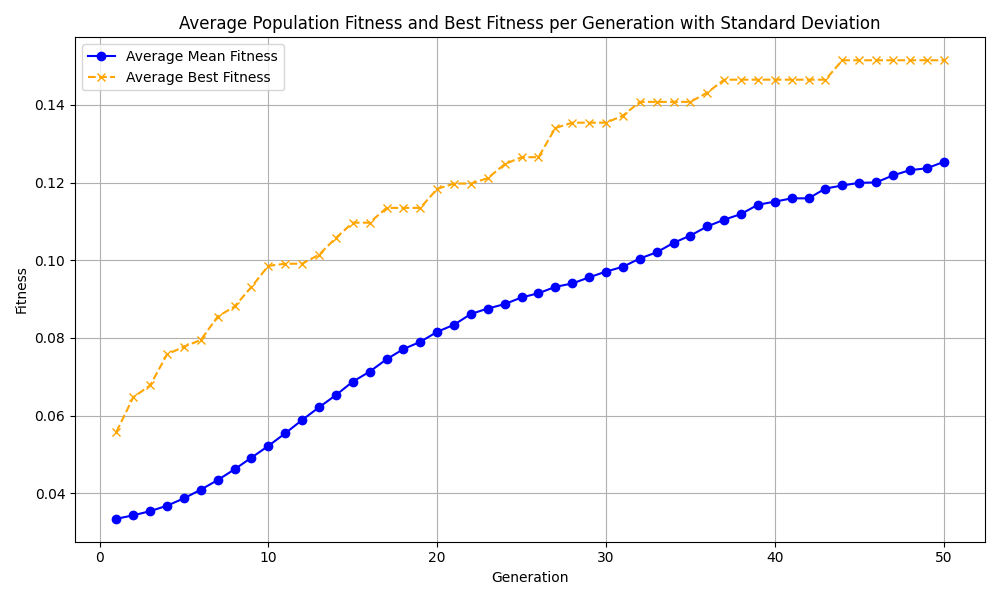 Average Population Fitness and Best Fitness per Generation with Standard Deviation
Average Mean Fitness
Average Best Fitness
0.14
0.12
0.10
0.08
0.06
0.04
Fitness
0 10 20 30 40 50
Generation